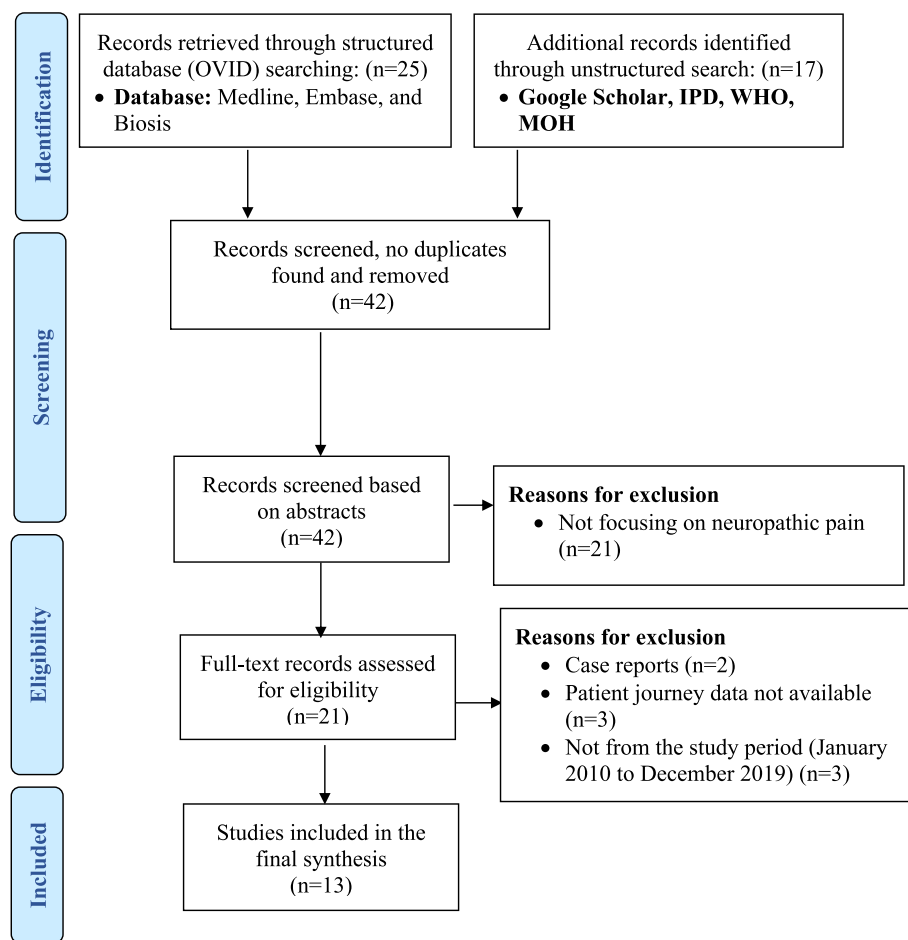 Identification
Records retrieved through structured
database (OVID) searching: (n=25)
• Database: Medline, Embase, and
Biosis
Additional records identified
through unstructured search: (n=17)
• Google Scholar, IPD, WHO,
MOH
Screening
Records screened, no duplicates
found and removed
(n=42)
Records screened based
on abstracts
(n=42)
Reasons for exclusion
• Not focusing on neuropathic pain
(n=21)
Eligibility
Full-text records assessed
for eligibility
(n=21)
Reasons for exclusion
• Case reports (n=2)
• Patient journey data not available
(n=3)
• Not from the study period (January
2010 to December 2019) (n=3)
Included
Studies included in the
final synthesis
(n=13)